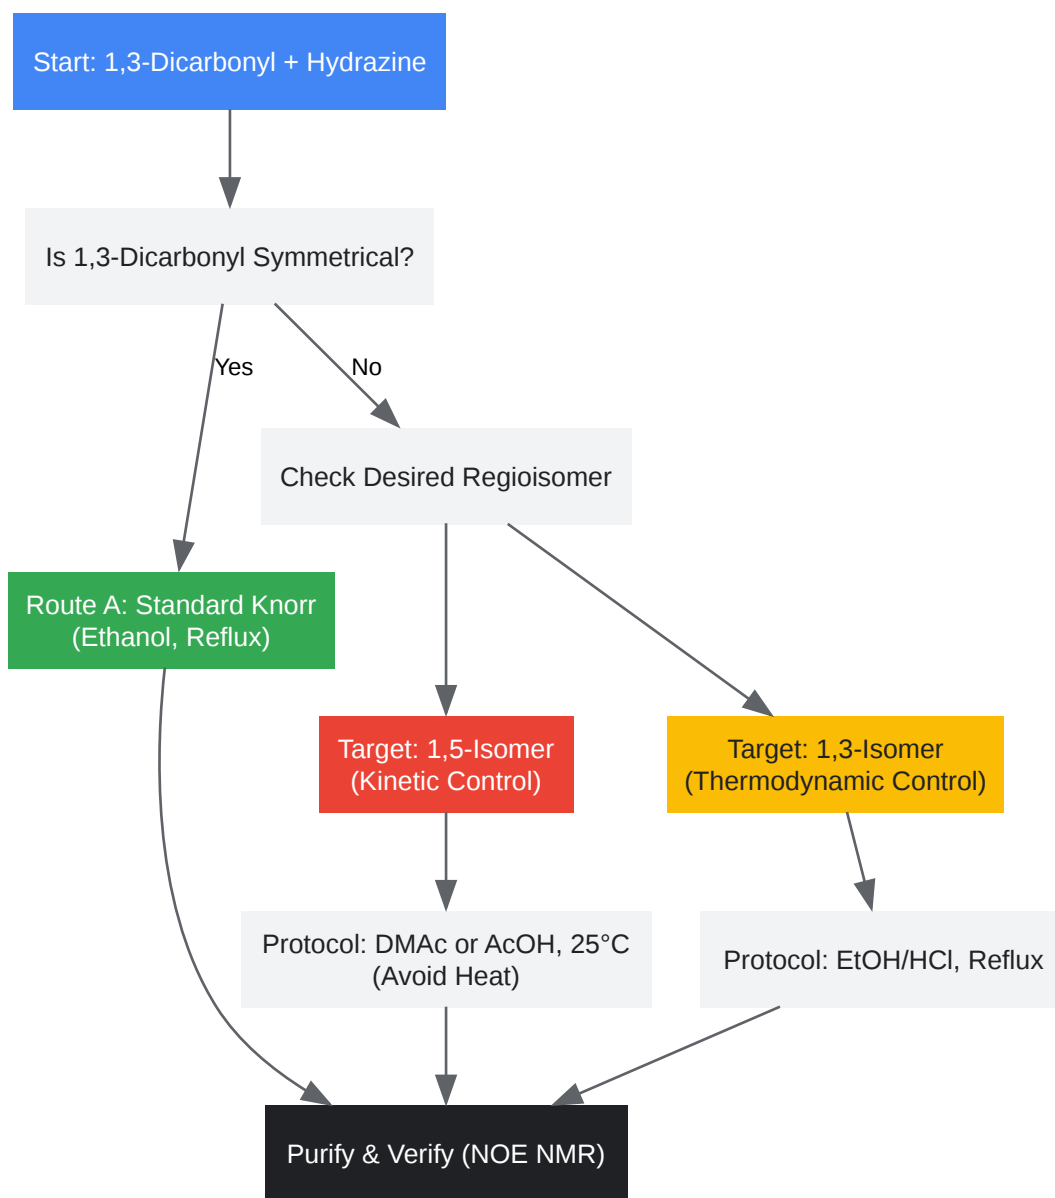 Start: 1,3-Dicarbonyl + Hydrazine
Is 1,3-Dicarbonyl Symmetrical?
Yes
No
Check Desired Regioisomer
Route A: Standard Knorr
(Ethanol, Reflux)
Target: 1,5-Isomer
(Kinetic Control)
Target: 1,3-Isomer
(Thermodynamic Control)
Protocol: DMAc or AcOH, 25°C
(Avoid Heat)
Protocol: EtOH/HCl, Reflux
Purify & Verify (NOE NMR)